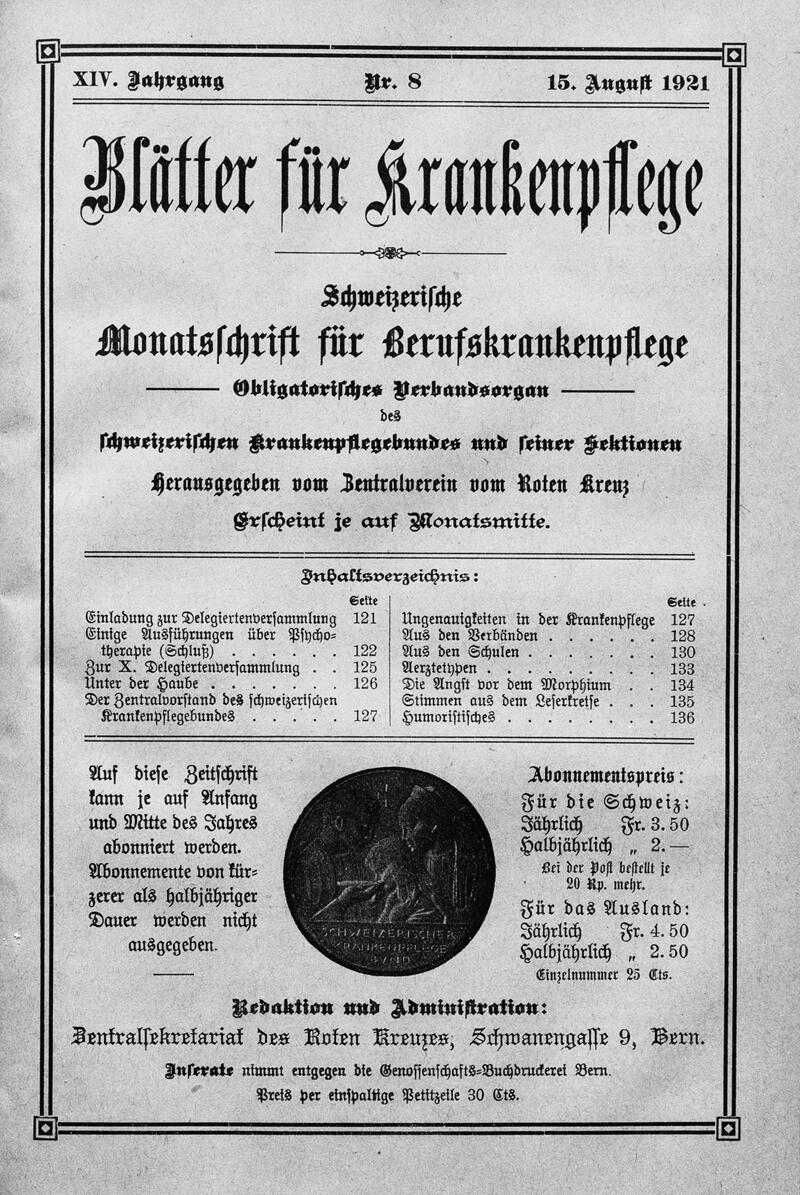 XIV. Jahrgang Nr. 8 15. August 1921
Blätter für Krankenpflege
Schweizerische
Monatsschrift für Berufskrankenpflege
Obligatorisches Verbandsorgan
des
schweizerischen Krankenpflegebundes und seiner Sektionen
Herausgegeben vom Zentralverein vom Roten Kreuz
Erscheint je auf Monatsmitte.
Inhaltsverzeichnis:
Seite
Einladung zur Delegiertenversammlung 121
Einige Ausführungen über Psycho-
therapie (Schluß) . . . . . . 122
Zur X. Delegiertenversammlung . . 125
Unter der Haube . . . . . . . 126
Der Zentralvorstand des schweizerischen
Krankenpflegebundes . . . . . 127
Seite
Ungenauigkeiten in der Krankenpflege 127
Aus den Verbänden . . . . . . 128
Aus den Schulen . . . . . . . 130
Aerztetypen . . . . . . . . . 133
Die Angst vor dem Morphium . . 134
Stimmen aus dem Leserkreise . . . 135
Humoristisches . . . . . . . . 136
Auf diese Zeitschrift
kann je auf Anfang
und Mitte des Jahres
abonniert werden.
Abonnemente von kür-
zerer als halbjähriger
Dauer werden nicht
ausgegeben.
SCHWEIZERISCHER
KRANKENPFLEGE
BUND
Abonnementspreis:
Für die Schweiz:
Jährlich Fr. 3.50
Halbjährlich „ 2.—
Bei der Post bestellt je
20 Rp. mehr.
Für das Ausland:
Jährlich Fr. 4.50
Halbjährlich „ 2.50
Einzelnummer 25 Cts.
Redaktion und Administration:
Zentralsekretariat des Roten Kreuzes, Schwanengasse 9, Bern.
Inserate nimmt entgegen die Genossenschafts-Buchdruckerei Bern.
Preis per einspaltige Petitzeile 30 Cts.